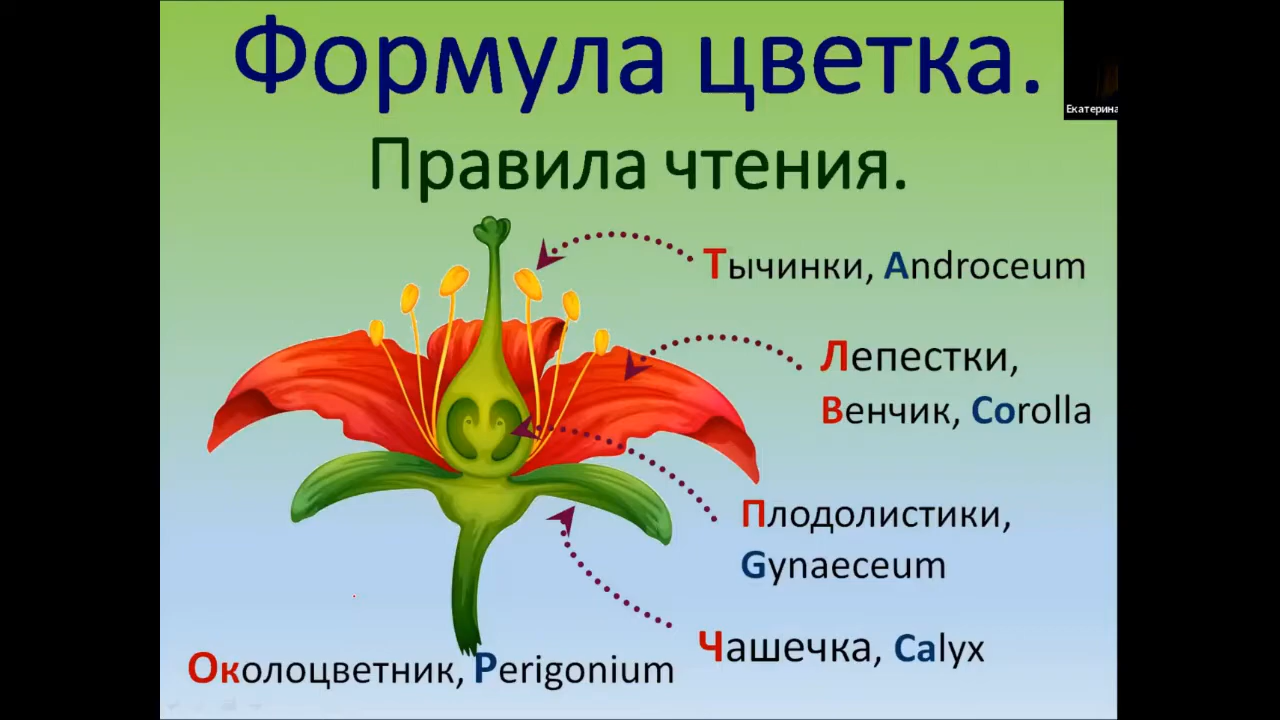 Формула цветка.
Екатерина
Правила чтения.
Тычинки, Androceum
Лепестки,
Венчик, Corolla
Плодолистики,
Gynaeceum
Чашечка, Calyx
Околоцветник, Perigonium